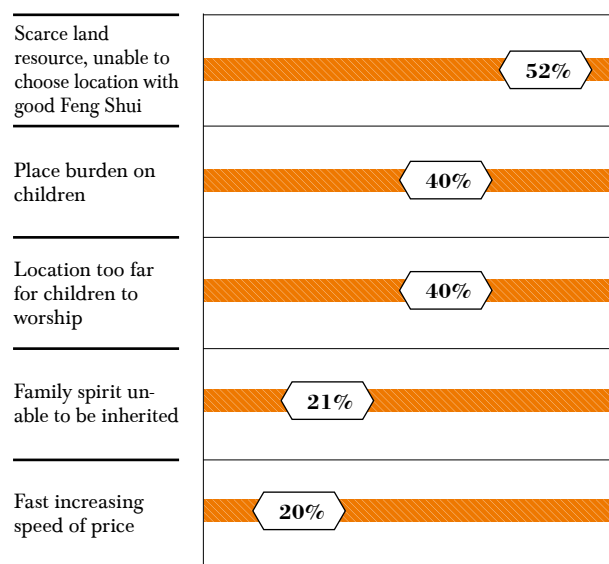 Scarce land
resource, unable to
choose location with
good Feng Shui
52%
Place burden on
children
40%
Location too far
for children to
worship
40%
Family spirit un-
able to be inherited
21%
Fast increasing
speed of price
20%